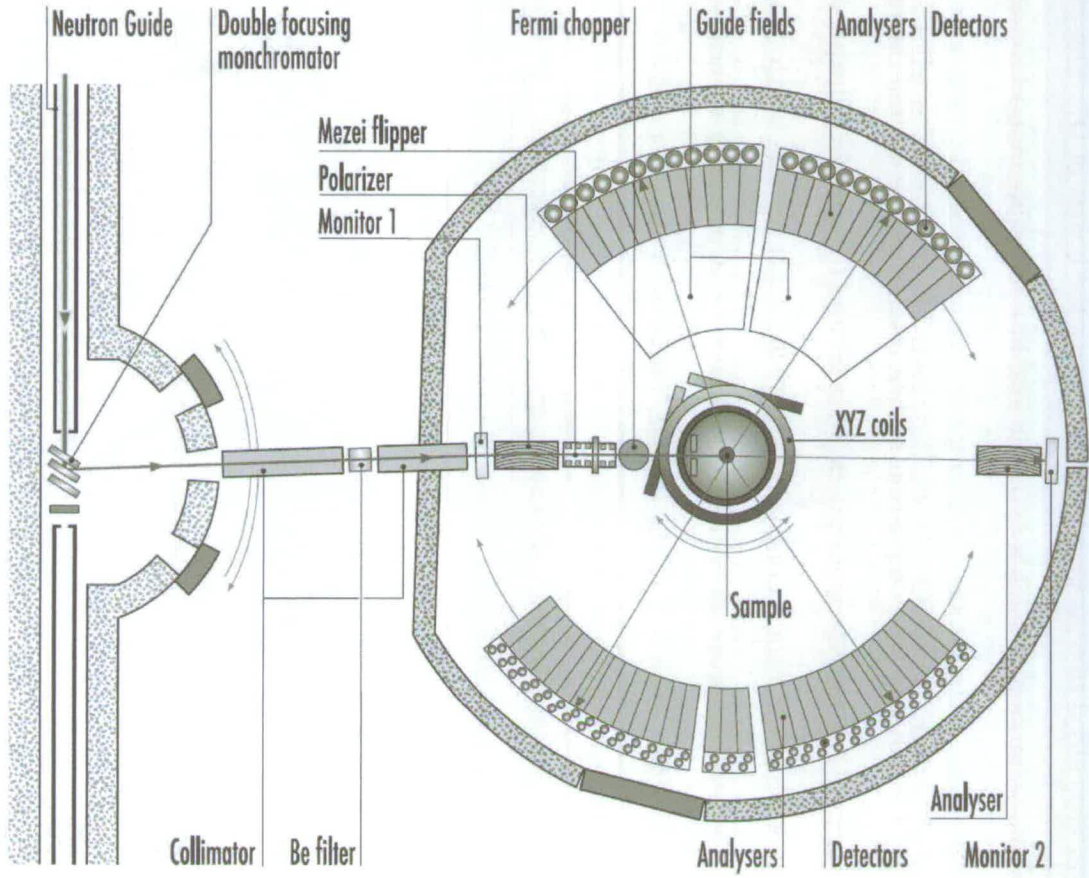 Neutron Guide
Double focusing
monchromator
Fermi chopper
Guide fields
Analysers
Detectors
Mezei flipper
Polarizer
Monitor 1
XYZ coils
Sample
Analyser
Collimator
Be filter
Analysers
Detectors
Monitor 2